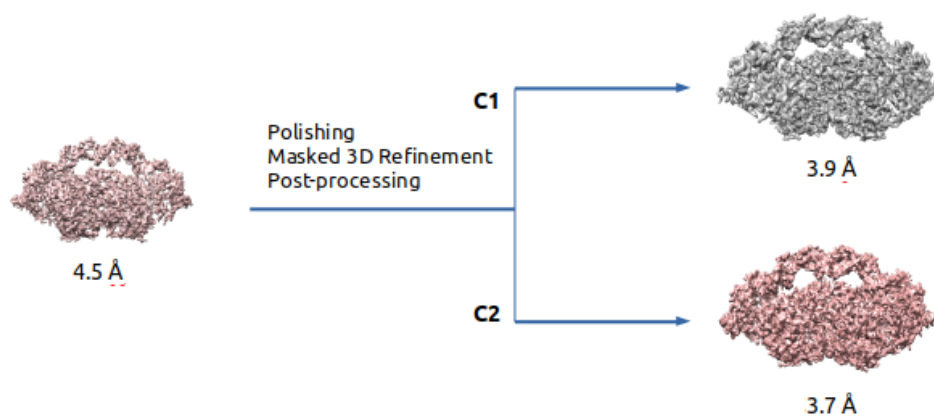 C1
Polishing
Masked 3D Refinement
Post-processing
3.9 Å
4.5 Å
C2
3.7 Å